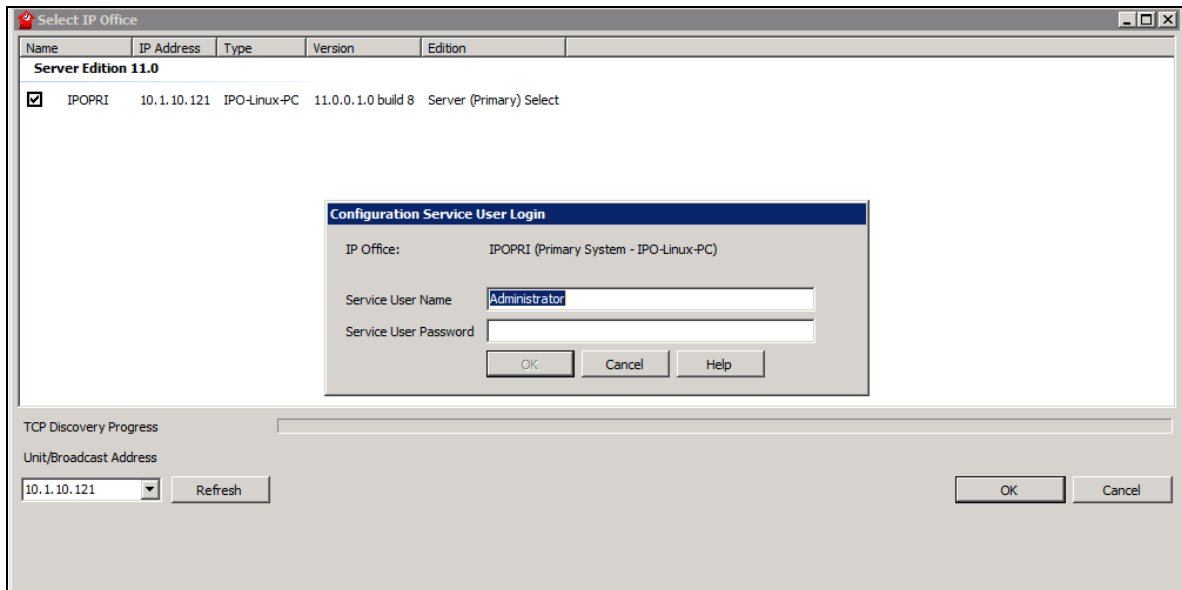 Select IP Office
Name IP Address Type Version Edition
Server Edition 11.0
IPOPRI 10.1.10.121 IPO-Linux-PC 11.0.0.1.0 build 8 Server (Primary) Select
Configuration Service User Login
IP Office: IPOPRI (Primary System - IPO-Linux-PC)
Service User Name Administrator
Service User Password
OK Cancel Help
TCP Discovery Progress
Unit/Broadcast Address
10.1.10.121 Refresh OK Cancel